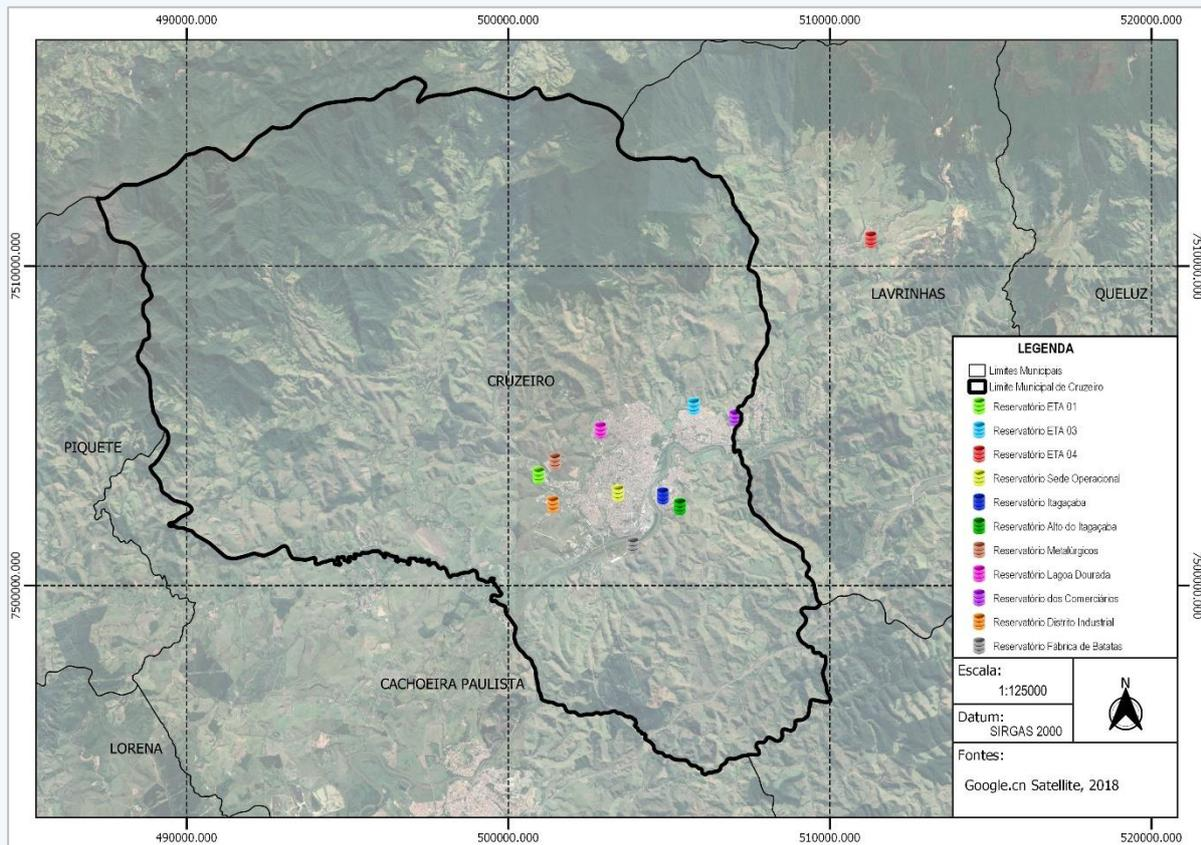 490000.000
500000.000
510000.000
520000.000
7510000.000
7510000.000
LAVRINHAS
QUELUZ
CRUZEIRO
PIQUETE
7500000.000
7500000.000
CACHOEIRA PAULISTA
LORENA
LEGENDA
Limites Municipais
Limite Municipal de Cruzeiro
Reservatório ETA 01
Reservatório ETA 03
Reservatório ETA 04
Reservatório Sede Operacional
Reservatório Itagaçaba
Reservatório Alto do Itagaçaba
Reservatório Metalúrgicos
Reservatório Lagoa Dourada
Reservatório dos Comerciários
Reservatório Distrito Industrial
Reservatório Fábrica de Batatas
Escala:
1:125000
N
Datum:
SIRGAS 2000
Fontes:
Google.cn Satellite, 2018
490000.000
500000.000
510000.000
520000.000